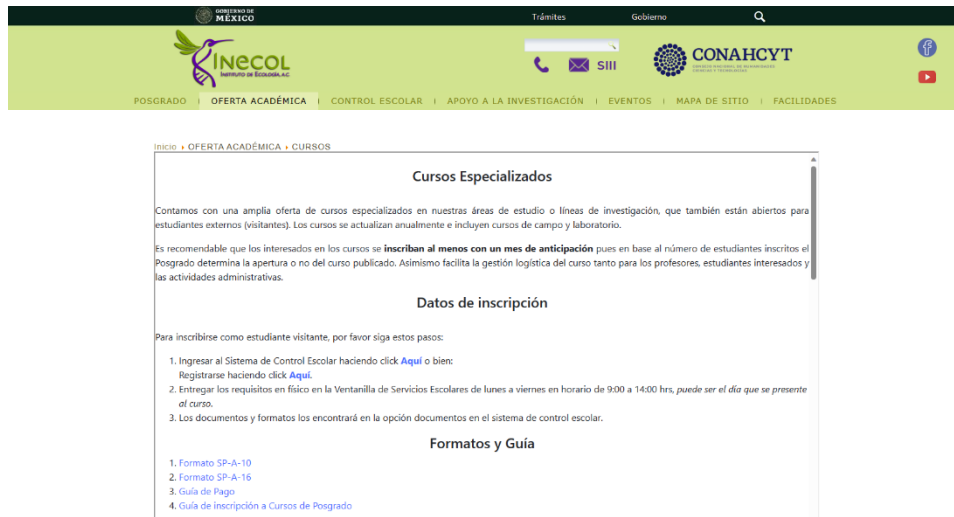 GOBIERNO DE
MÉXICO
Trámites
Gobierno
INECOL
INSTITUTO DE ECOLOGÍA, A.C.
SIII
CONAHCYT
POSGRADO | OFERTA ACADÉMICA | CONTROL ESCOLAR | APOYO A LA INVESTIGACIÓN | EVENTOS | MAPA DE SITIO | FACILIDADES
Inicio › OFERTA ACADÉMICA › CURSOS
Cursos Especializados
Contamos con una amplia oferta de cursos especializados en nuestras áreas de estudio o líneas de investigación, que también están abiertos para
estudiantes externos (visitantes). Los cursos se actualizan anualmente e incluyen cursos de campo y laboratorio.
Es recomendable que los interesados en los cursos se inscriban al menos con un mes de anticipación pues en base al número de estudiantes inscritos el
Posgrado determina la apertura o no del curso publicado. Asimismo facilita la gestión logística del curso tanto para los profesores, estudiantes interesados y
las actividades administrativas.
Datos de inscripción
Para inscribirse como estudiante visitante, por favor siga estos pasos:
1. Ingresar al Sistema de Control Escolar haciendo click Aquí o bien:
Registrarse haciendo click Aquí.
2. Entregar los requisitos en físico en la Ventanilla de Servicios Escolares de lunes a viernes en horario de 9:00 a 14:00 hrs, puede ser el día que se presente
al curso.
3. Los documentos y formatos los encontrará en la opción documentos en el sistema de control escolar.
Formatos y Guía
1. Formato SP-A-10
2. Formato SP-A-16
3. Guía de Pago
4. Guía de inscripción a Cursos de Posgrado